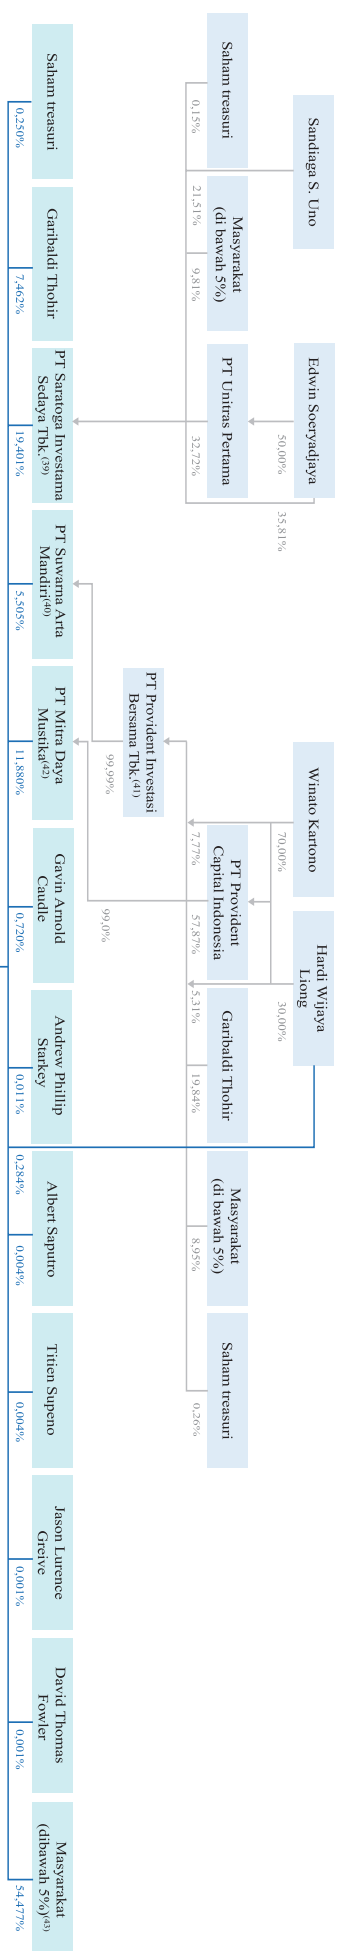 Sandiaga S. Uno
Edwin Soeryadjaya
Winato Kartono
Hardi Wijaya
Liong
50,00%
35,81%
70,00%
30,00%
Saham treasuri
Masyarakat
(di bawah 5%)
PT Unitras Pertama
PT Provident
Capital Indonesia
Garibaldi Thohir
Masyarakat
(di bawah 5%)
Saham treasuri
0,15%
21,51%
9,81%
32,72%
7,77%
57,87%
5,31%
19,84%
8,95%
0,26%
PT Provident Investasi
Bersama Tbk.(41)
99,99%
99,0%
Saham treasuri
Garibaldi Thohir
PT Saratoga Investama
Sedaya Tbk.(39)
PT Suwarna Arta
Mandiri(40)
PT Mitra Daya
Mustika(42)
Gavin Arnold
Caudle
Andrew Phillip
Starkey
Albert Saputro
Titien Supeno
Jason Lurence
Greive
David Thomas
Fowler
Masyarakat
(dibawah 5%)(43)
0,250%
7,462%
19,401%
5,505%
11,880%
0,720%
0,011%
0,284%
0,004%
0,004%
0,001%
0,001%
54,477%